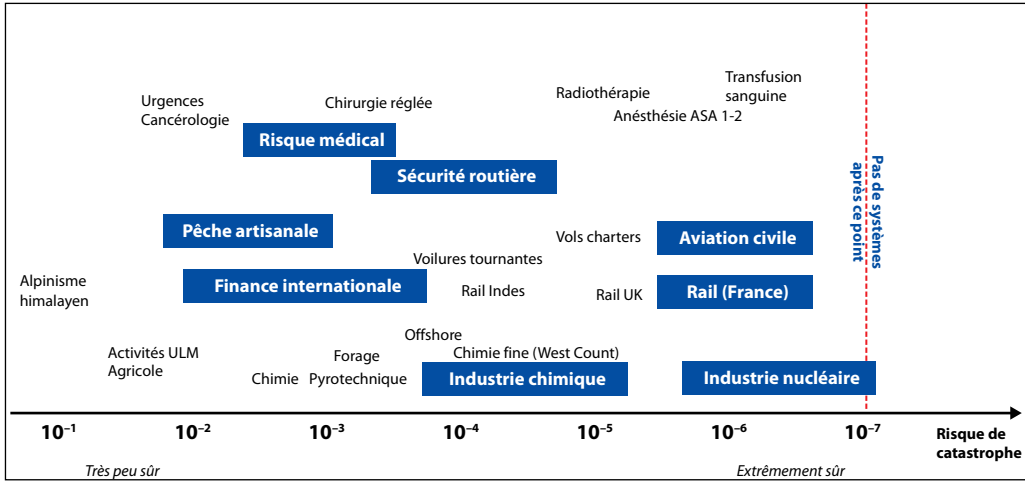 Transfusion
sanguine
Radiothérapie
Anésthésie ASA 1-2
Urgences
Cancérologie
Chirurgie réglée
Risque médical
Sécurité routière
Pas de systèmes
après ce point
Pêche artisanale
Vols charters
Aviation civile
Voilures tournantes
Alpinisme
himalayen
Finance internationale
Rail Indes
Rail UK
Rail (France)
Offshore
Activités ULM
Agricole
Forage
Chimie fine (West Count)
Chimie
Pyrotechnique
Industrie chimique
Industrie nucléaire
10⁻¹
10⁻²
10⁻³
10⁻⁴
10⁻⁵
10⁻⁶
10⁻⁷
Risque de
catastrophe
Très peu sûr
Extrêmement sûr